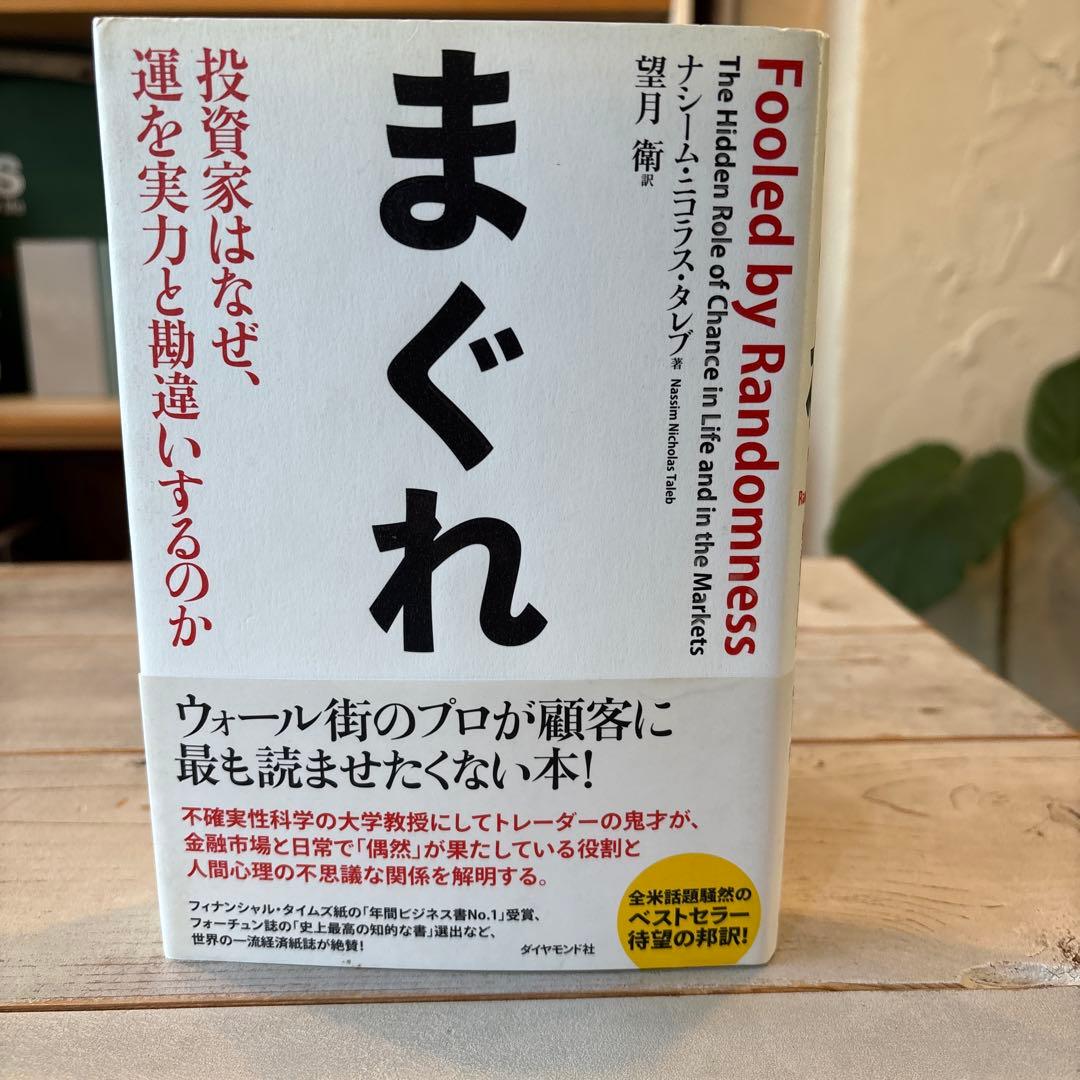 Fooled by Randomness
The Hidden Role of Chance in Life and in the Markets
ナシーム・ニコラス・タレブ 著 Nassim Nicholas Taleb
望月 衛 訳
まぐれ
投資家はなぜ、
運を実力と勘違いするのか
ウォール街のプロが顧客に
最も読ませたくない本!
不確実性科学の大学教授にしてトレーダーの鬼才が、
金融市場と日常で「偶然」が果たしている役割と
人間心理の不思議な関係を解明する。
フィナンシャル・タイムズ紙の「年間ビジネス書No.1」受賞、
フォーチュン誌の「史上最高の知的な書」選出など、
世界の一流経済紙誌が絶賛!
ダイヤモンド社
全米話題騒然の
ベストセラー
待望の邦訳!